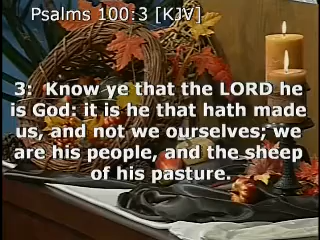 Psalms 100:3 [KJV]
3:  Know ye that the LORD he
is God: it is he that hath made
us, and not we ourselves; we
are his people, and the sheep
of his pasture.